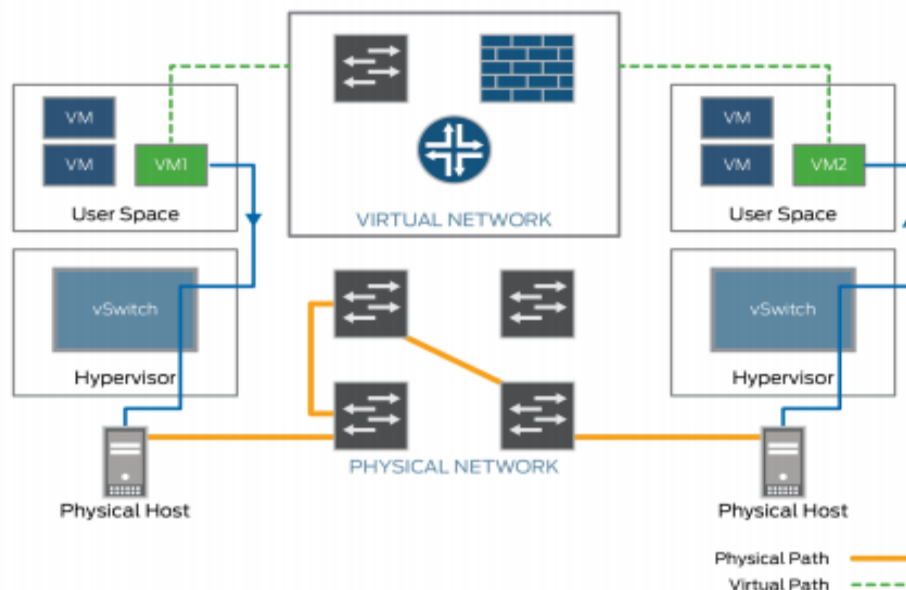 VM
VM
VM1
User Space
VIRTUAL NETWORK
VM
VM
VM2
User Space
vSwitch
Hypervisor
vSwitch
Hypervisor
PHYSICAL NETWORK
Physical Host
Physical Host
Physical Path
Virtual Path